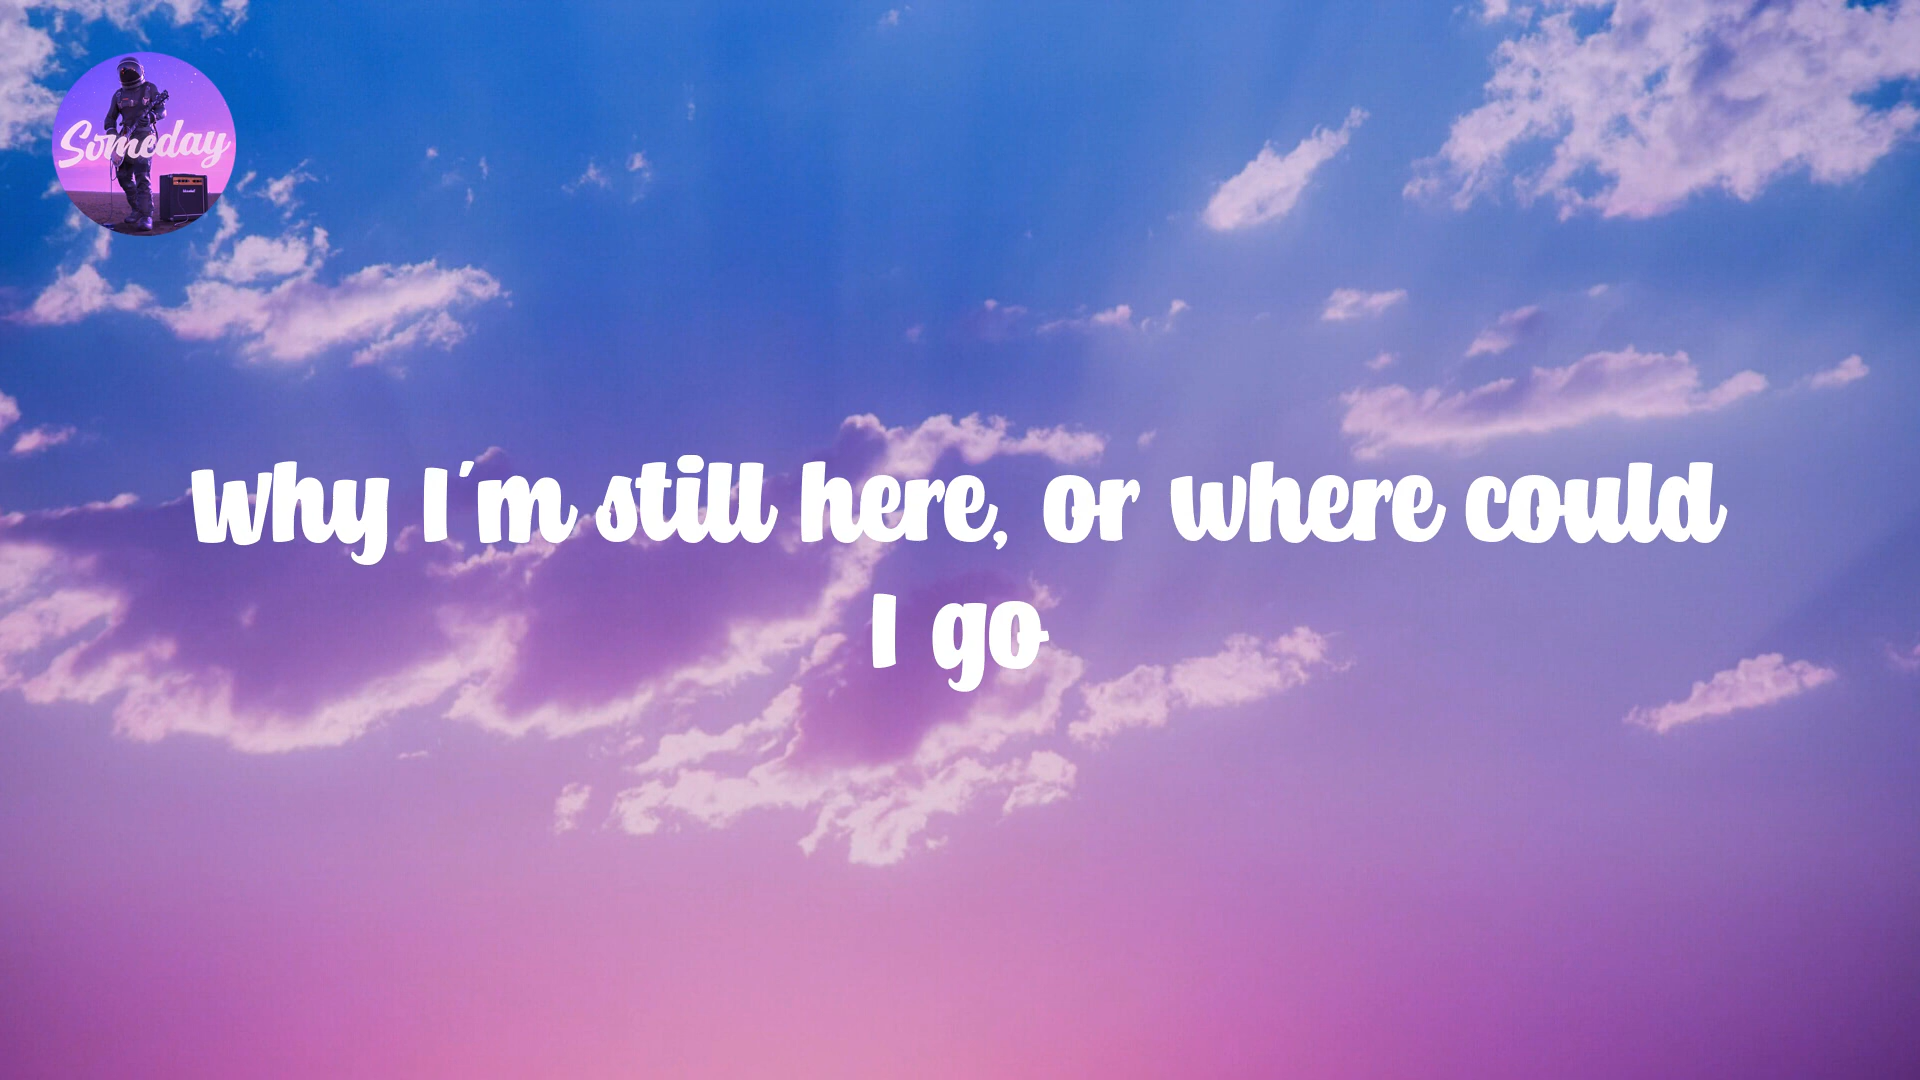 Someday
Why I'm still here, or where could
I go